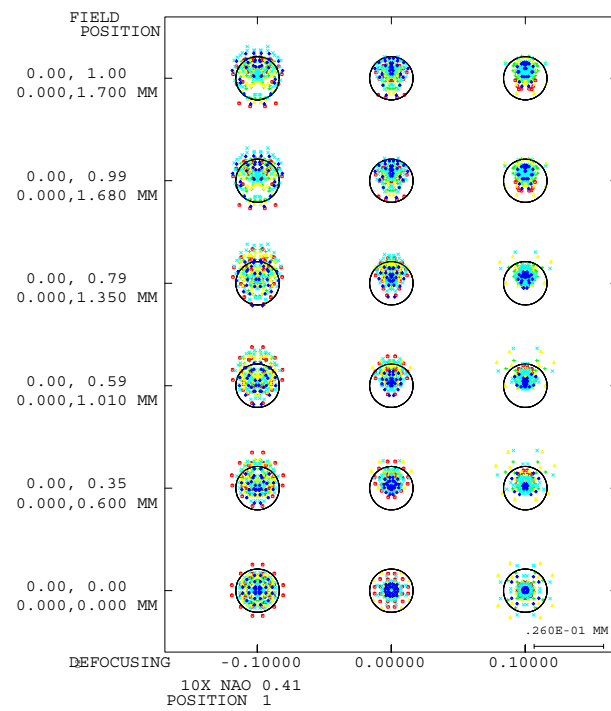 FIELD
POSITION
0.00, 1.00
0.000,1.700 MM
0.00, 0.99
0.000,1.680 MM
0.00, 0.79
0.000,1.350 MM
0.00, 0.59
0.000,1.010 MM
0.00, 0.35
0.000,0.600 MM
0.00, 0.00
0.000,0.000 MM
.260E-01 MM
DEFOCUSING -0.10000 0.00000 0.10000
10X NAO 0.41
POSITION 1